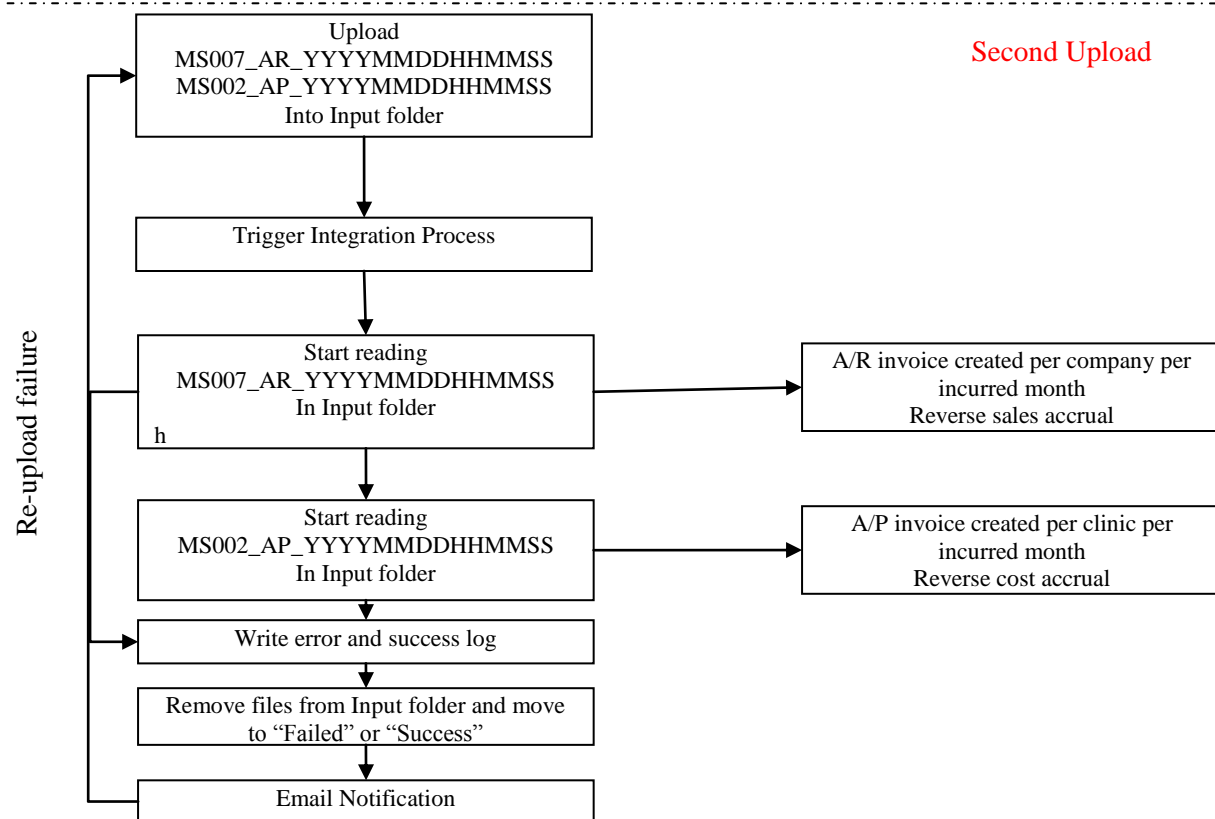 Upload
MS007_AR_YYYYMMDDHHMMSS
MS002_AP_YYYYMMDDHHMMSS
Into Input folder
Second Upload
Trigger Integration Process
Re-upload failure
Start reading
MS007_AR_YYYYMMDDHHMMSS
In Input folder
h
A/R invoice created per company per
incurred month
Reverse sales accrual
Start reading
MS002_AP_YYYYMMDDHHMMSS
In Input folder
A/P invoice created per clinic per
incurred month
Reverse cost accrual
Write error and success log
Remove files from Input folder and move
to “Failed” or “Success”
Email Notification